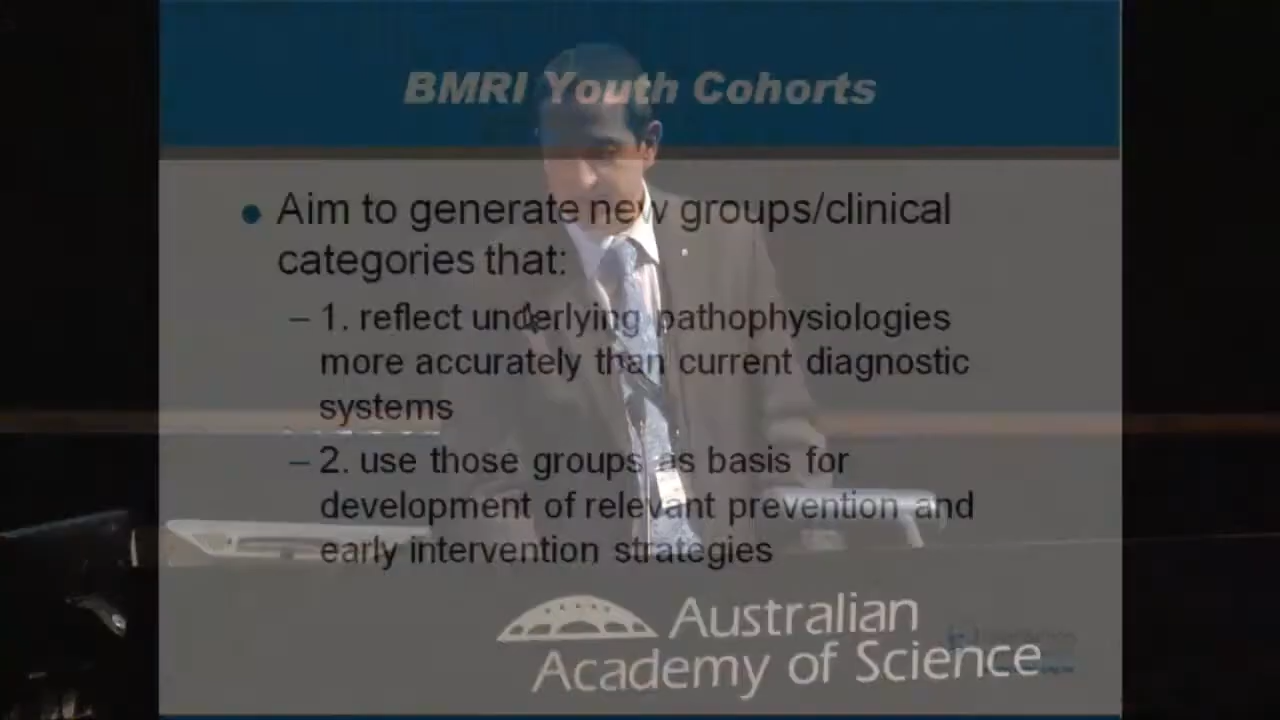 BMRI Youth Cohorts
Aim to generate new groups/clinical
categories that:
– 1. reflect underlying pathophysiologies
more accurately than current diagnostic
systems
– 2. use those groups as basis for
development of relevant prevention and
early intervention strategies
Australian
Academy of Science